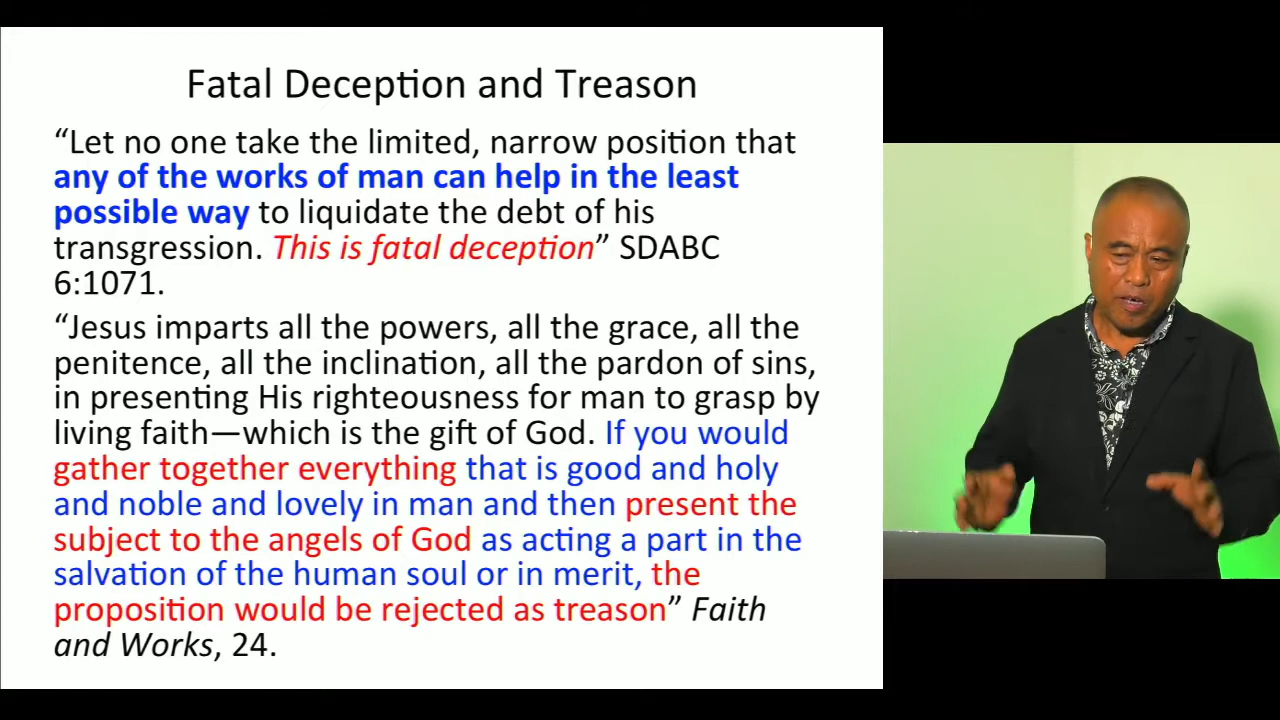 Fatal Deception and Treason
“Let no one take the limited, narrow position that
any of the works of man can help in the least
possible way to liquidate the debt of his
transgression. This is fatal deception” SDABC
6:1071.
“Jesus imparts all the powers, all the grace, all the
penitence, all the inclination, all the pardon of sins,
in presenting His righteousness for man to grasp by
living faith—which is the gift of God. If you would
gather together everything that is good and holy
and noble and lovely in man and then present the
subject to the angels of God as acting a part in the
salvation of the human soul or in merit, the
proposition would be rejected as treason” Faith
and Works, 24.